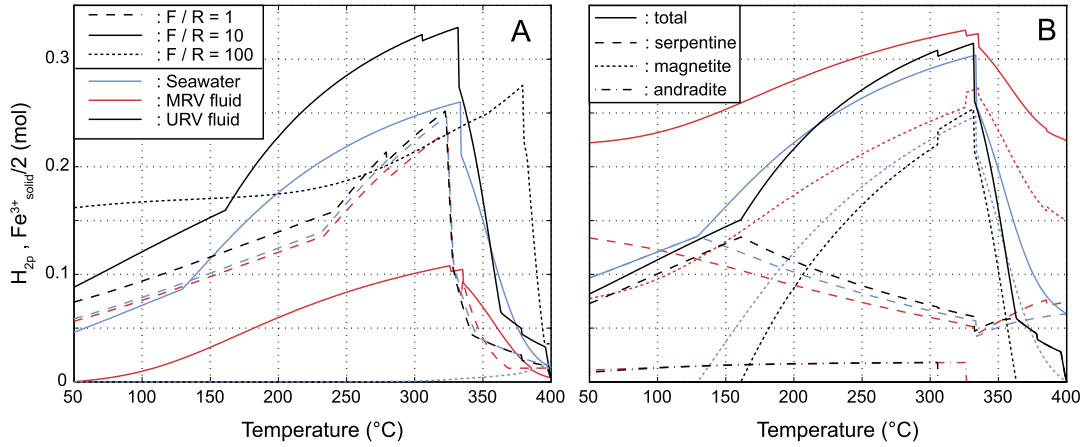 : F / R = 1
: F / R = 10
: F / R = 100
: Seawater
: MRV fluid
: URV fluid
A
: total
: serpentine
: magnetite
: andradite
B
H2p , Fe3+solid/2 (mol)
0.3
0.2
0.1
0
50 100 150 200 250 300 350 400
50 100 150 200 250 300 350 400
Temperature (°C)
Temperature (°C)